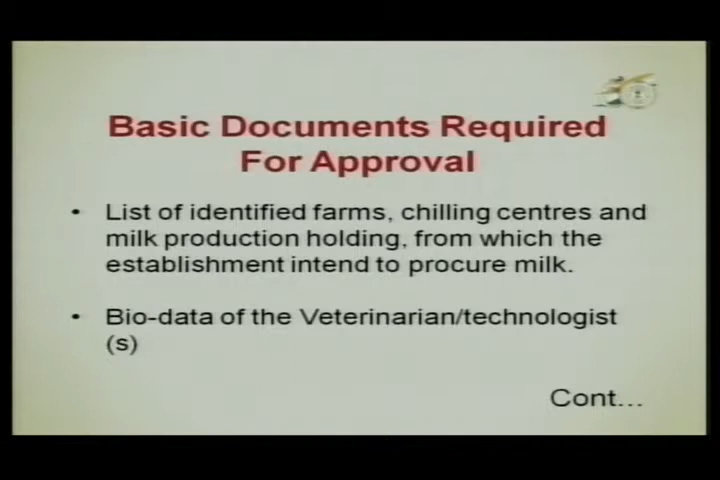 Basic Documents Required
For Approval
• List of identified farms, chilling centres and
milk production holding, from which the
establishment intend to procure milk.
• Bio-data of the Veterinarian/technologist
(s)
Cont...